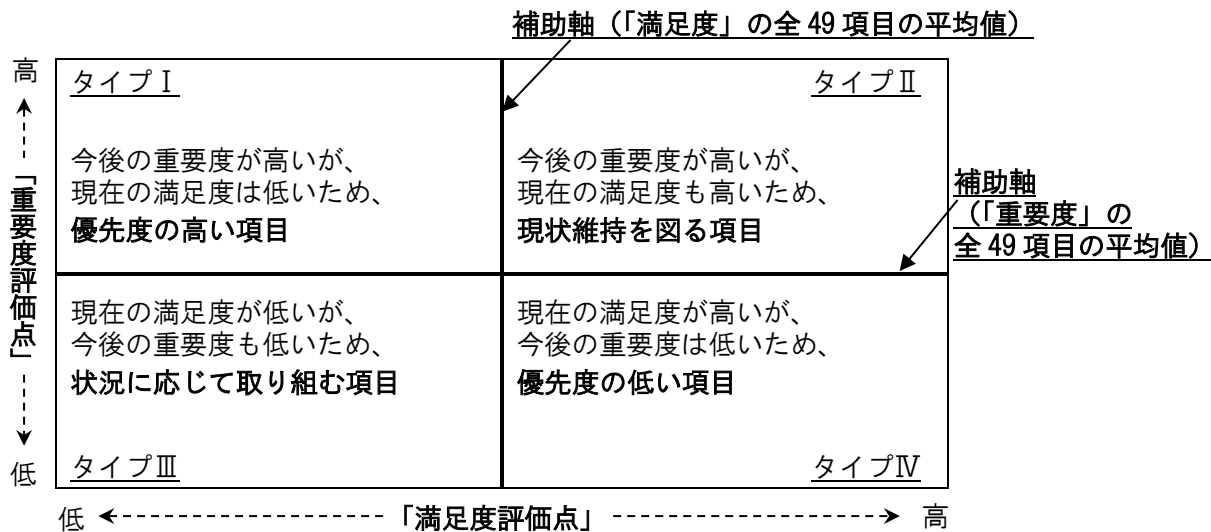 補助軸（「満足度」の全49項目の平均値）
高
タイプⅠ
タイプⅡ
今後の重要度が高いが、
現在の満足度は低いため、
優先度の高い項目
今後の重要度が高いが、
現在の満足度も高いため、
現状維持を図る項目
補助軸
（「重要度」の
全49項目の平均値）
「重要度評価点」
現在の満足度が低いが、
今後の重要度も低いため、
状況に応じて取り組む項目
現在の満足度が高いが、
今後の重要度は低いため、
優先度の低い項目
低
タイプⅢ
タイプⅣ
低
「満足度評価点」
高